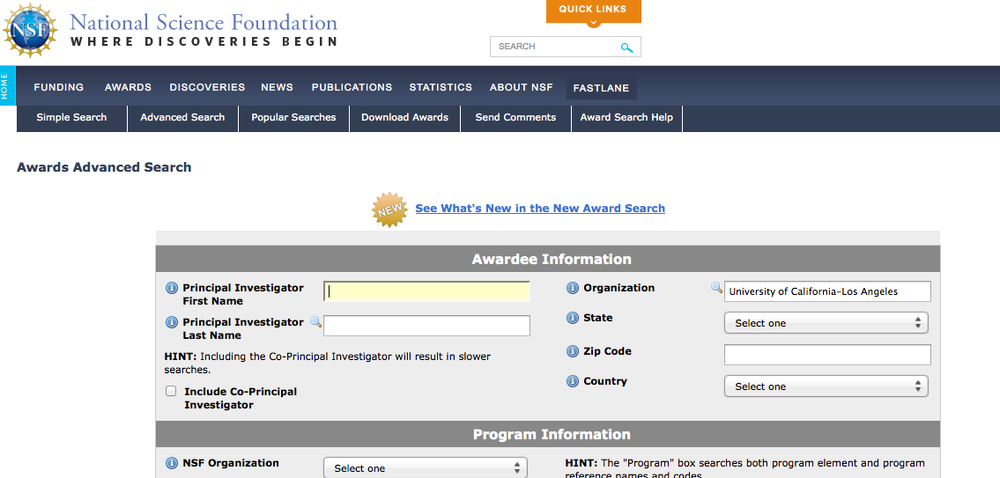 NSF
National Science Foundation
WHERE DISCOVERIES BEGIN
QUICK LINKS
SEARCH
HOME
FUNDING AWARDS DISCOVERIES NEWS PUBLICATIONS STATISTICS ABOUT NSF FASTLANE
Simple Search Advanced Search Popular Searches Download Awards Send Comments Award Search Help
Awards Advanced Search
NEW See What's New in the New Award Search
Awardee Information
Principal Investigator
First Name
Principal Investigator
Last Name
HINT: Including the Co-Principal Investigator will result in slower
searches.
Include Co-Principal
Investigator
Organization University of California-Los Angeles
State Select one
Zip Code
Country Select one
Program Information
NSF Organization Select one
HINT: The "Program" box searches both program element and program
reference names and codes.